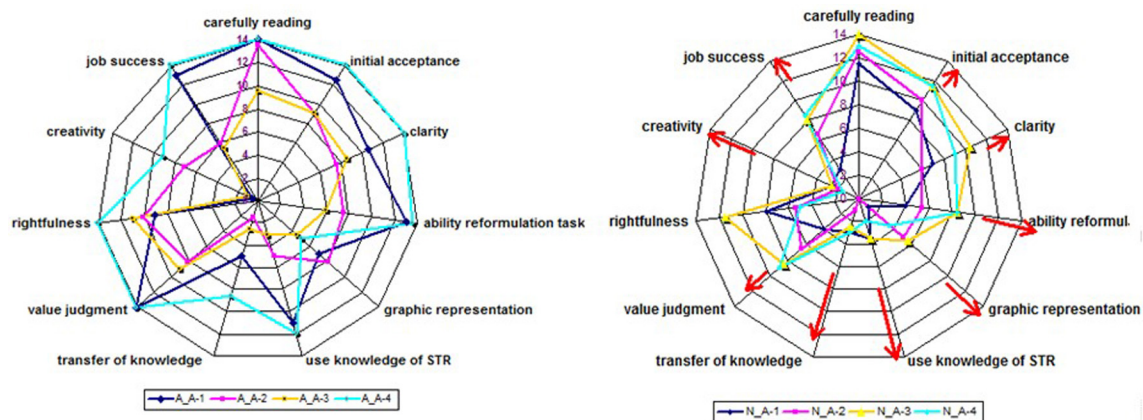 carefully reading
14
12
10
8
6
4
2
0
initial acceptance
clarity
ability reformulation task
graphic representation
use knowledge of STR
transfer of knowledge
value judgment
rightfulness
creativity
job success
A_A-1 A_A-2 A_A-3 A_A-4
carefully reading
14
12
10
8
6
4
2
0
initial acceptance
clarity
ability reformul
graphic representation
use knowledge of STR
transfer of knowledge
value judgment
rightfulness
creativity
job success
N_A-1 N_A-2 N_A-3 N_A-4